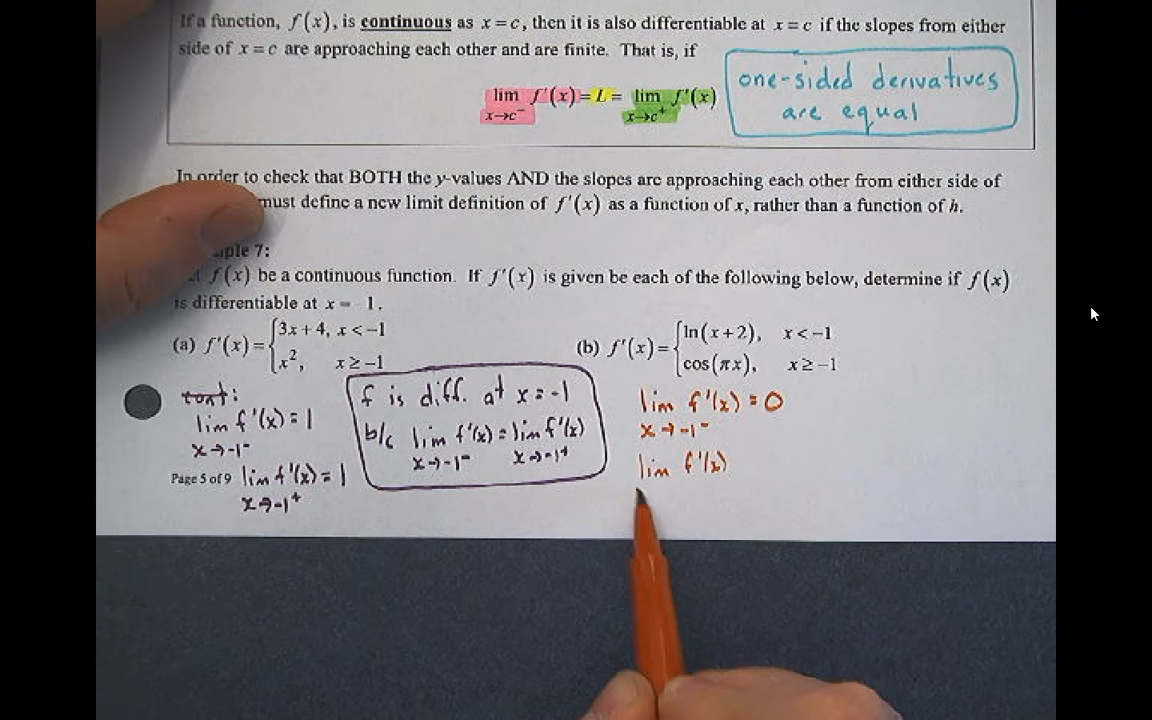 If a function, f(x), is continuous as x = c, then it is also differentiable at x = c if the slopes from either
side of x = c are approaching each other and are finite. That is, if
lim f'(x) = L = lim f'(x)
x→c⁻ x→c⁺
one-sided derivatives
are equal
In order to check that BOTH the y-values AND the slopes are approaching each other from either side of
must define a new limit definition of f'(x) as a function of x, rather than a function of h.
ple 7:
f(x) be a continuous function. If f'(x) is given be each of the following below, determine if f(x)
is differentiable at x = 1.
(a) f'(x) = { 3x + 4, x < -1
x², x ≥ -1
(b) f'(x) = { ln(x + 2), x < -1
cos(πx), x ≥ -1
cont:
lim f'(x) = 1
x→-1⁻
Page 5 of 9
lim f'(x) = 1
x→-1⁺
f is diff. at x = -1
b/c lim f'(x) = lim f'(x)
x→-1⁻ x→-1⁺
lim f'(x) = 0
x→-1⁻
lim f'(x)